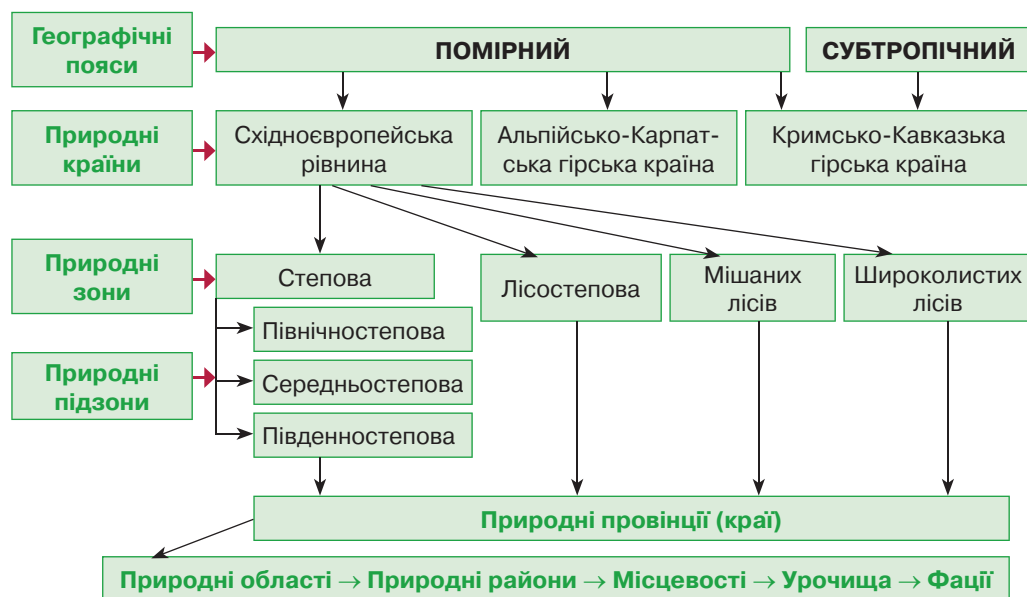 Географічні
пояси
ПОМІРНИЙ
СУБТРОПІЧНИЙ
Природні
країни
Східноєвропейська
рівнина
Альпійсько-Карпат-
ська гірська країна
Кримсько-Кавказька
гірська країна
Природні
зони
Степова
Лісостепова
Мішаних
лісів
Широколистих
лісів
Природні
підзони
Північностепова
Середньостепова
Південностепова
Природні провінції (краї)
Природні області → Природні райони → Місцевості → Урочища → Фації